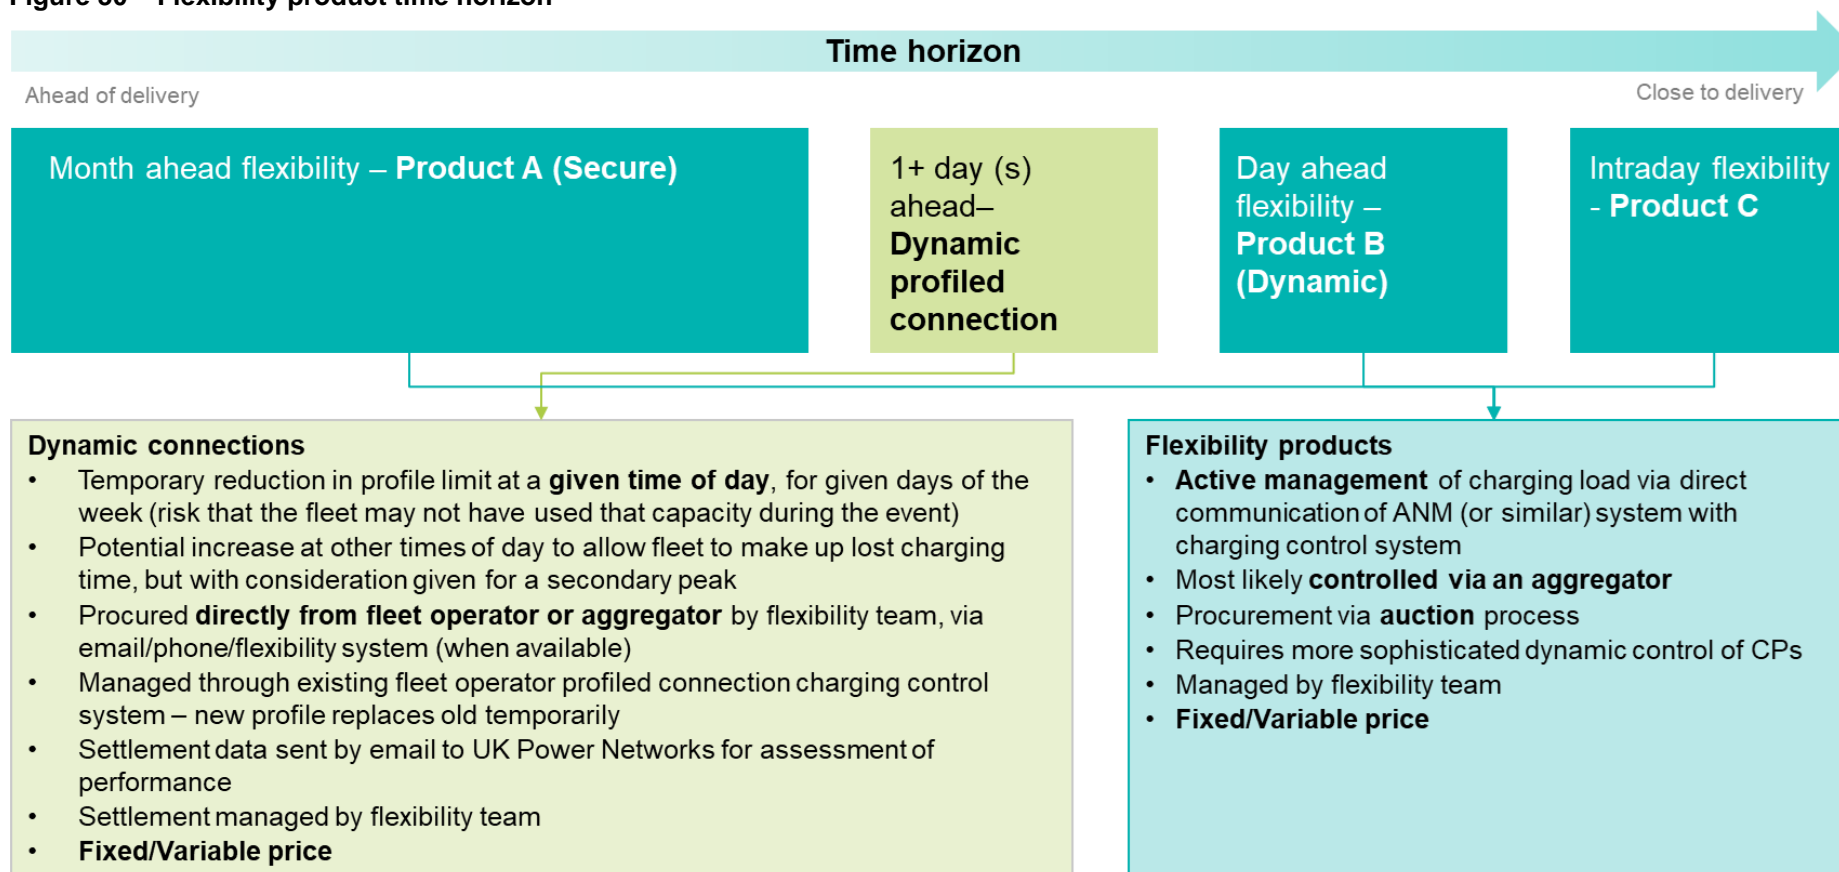 Figure 30 – Flexibility product time horizon
Time horizon
Ahead of delivery
Close to delivery
Month ahead flexibility – Product A (Secure)
1+ day (s)
ahead–
Dynamic
profiled
connection
Day ahead
flexibility –
Product B
(Dynamic)
Intraday flexibility
- Product C
Dynamic connections
• Temporary reduction in profile limit at a given time of day, for given days of the
week (risk that the fleet may not have used that capacity during the event)
• Potential increase at other times of day to allow fleet to make up lost charging
time, but with consideration given for a secondary peak
• Procured directly from fleet operator or aggregator by flexibility team, via
email/phone/flexibility system (when available)
• Managed through existing fleet operator profiled connection charging control
system – new profile replaces old temporarily
• Settlement data sent by email to UK Power Networks for assessment of
performance
• Settlement managed by flexibility team
• Fixed/Variable price
Flexibility products
• Active management of charging load via direct
communication of ANM (or similar) system with
charging control system
• Most likely controlled via an aggregator
• Procurement via auction process
• Requires more sophisticated dynamic control of CPs
• Managed by flexibility team
• Fixed/Variable price